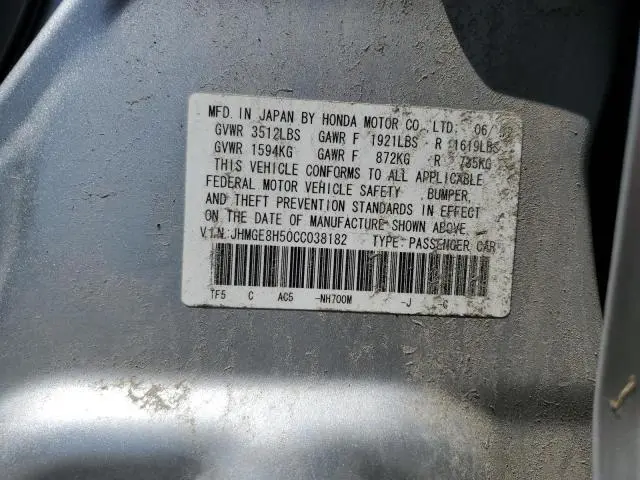 MFD. IN JAPAN BY HONDA MOTOR CO.,LTD. 06/
GVWR 3512LBS GAWR F 1921LBS R 1619LBS
GVWR 1594KG GAWR F 872KG R 735KG
THIS VEHICLE CONFORMS TO ALL APPLICABLE
FEDERAL MOTOR VEHICLE SAFETY ,BUMPER,
AND THEFT PREVENTION STANDARDS IN EFFECT
ON THE DATE OF MANUFACTURE SHOWN ABOVE.
V.I.N.:JHMGE8H50CC038182 TYPE:PASSENGER CAR
TF5 C AC5 -NH700M -J -C